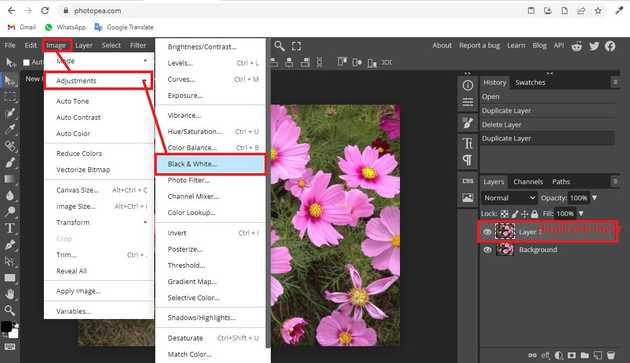 photopea.com
Gmail
WhatsApp
Google Translate
File Edit Image Layer Select Filter
About Report a bug Learn Blog API
Mode
Adjustments
Auto Tone
Auto Contrast
Auto Color
Reduce Colors
Vectorize Bitmap
Canvas Size... Alt+Ctrl + C
Image Size... Alt+Ctrl + I
Transform
Crop
Trim... Ctrl + .
Reveal All
Apply Image...
Variables...
Brightness/Contrast...
Levels... Ctrl + L
Curves... Ctrl + M
Exposure...
Vibrance...
Hue/Saturation... Ctrl + U
Color Balance... Ctrl + B
Black & White...
Photo Filter...
Channel Mixer...
Color Lookup...
Invert Ctrl + I
Posterize...
Threshold...
Gradient Map...
Selective Color...
Shadows/Highlights...
Desaturate Ctrl+Shift + U
Match Color...
History Swatches
Open
Duplicate Layer
Delete Layer
Duplicate Layer
CSS
Layers Channels Paths
Normal Opacity: 100%
Lock: Fill: 100%
Layer 1
Background
eff